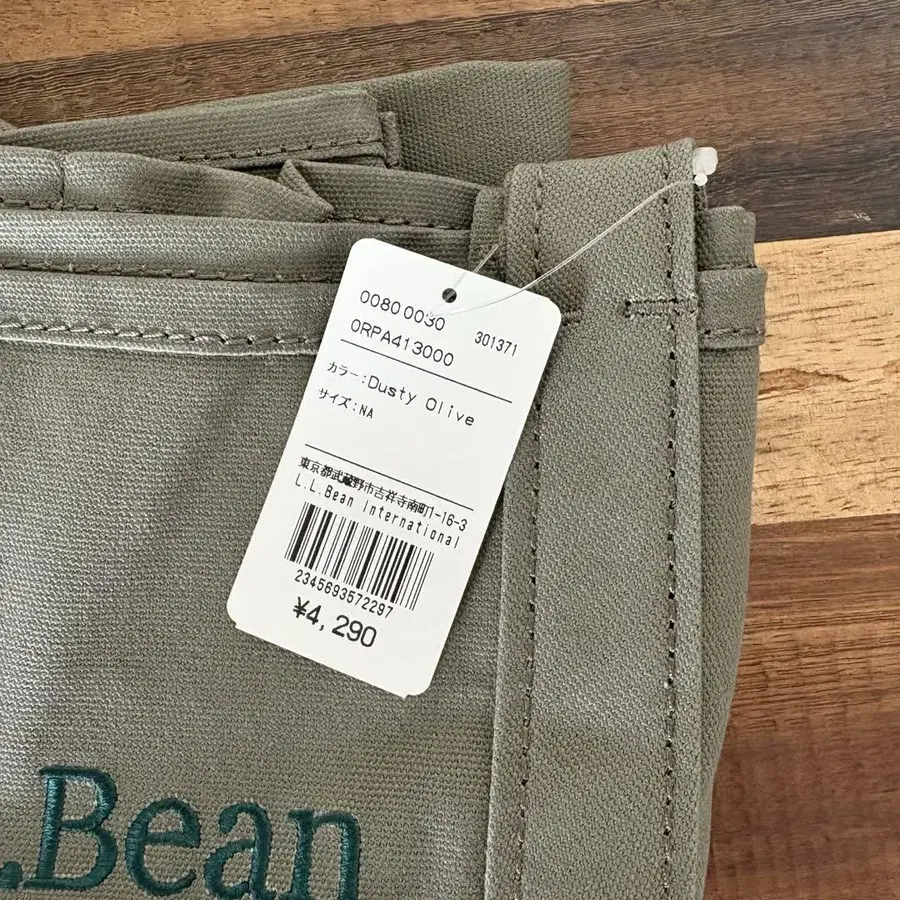 0080 0030 301371
0RPA413000
カラー:Dusty Olive
サイズ:NA
東京都武蔵野市吉祥寺南町1-16-3
L.L.Bean International
2345693572297
¥4,290
.Bean